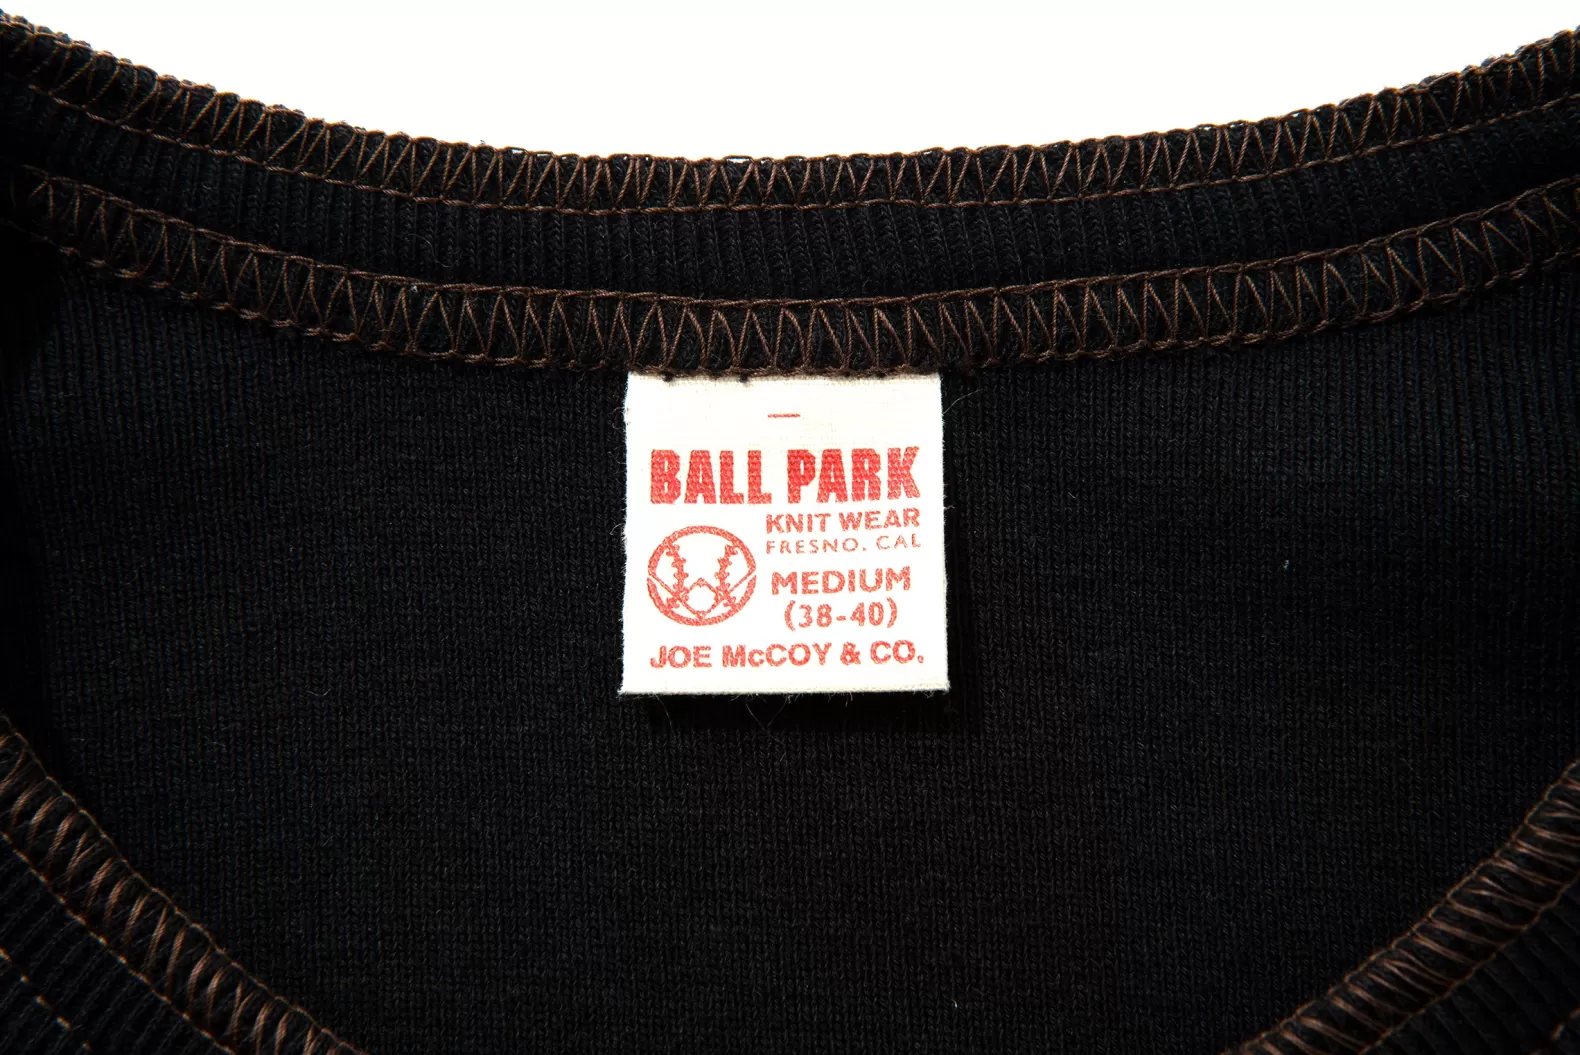 BALL PARK
KNIT WEAR
FRESNO, CAL
MEDIUM
(38-40)
JOE McCOY & CO.